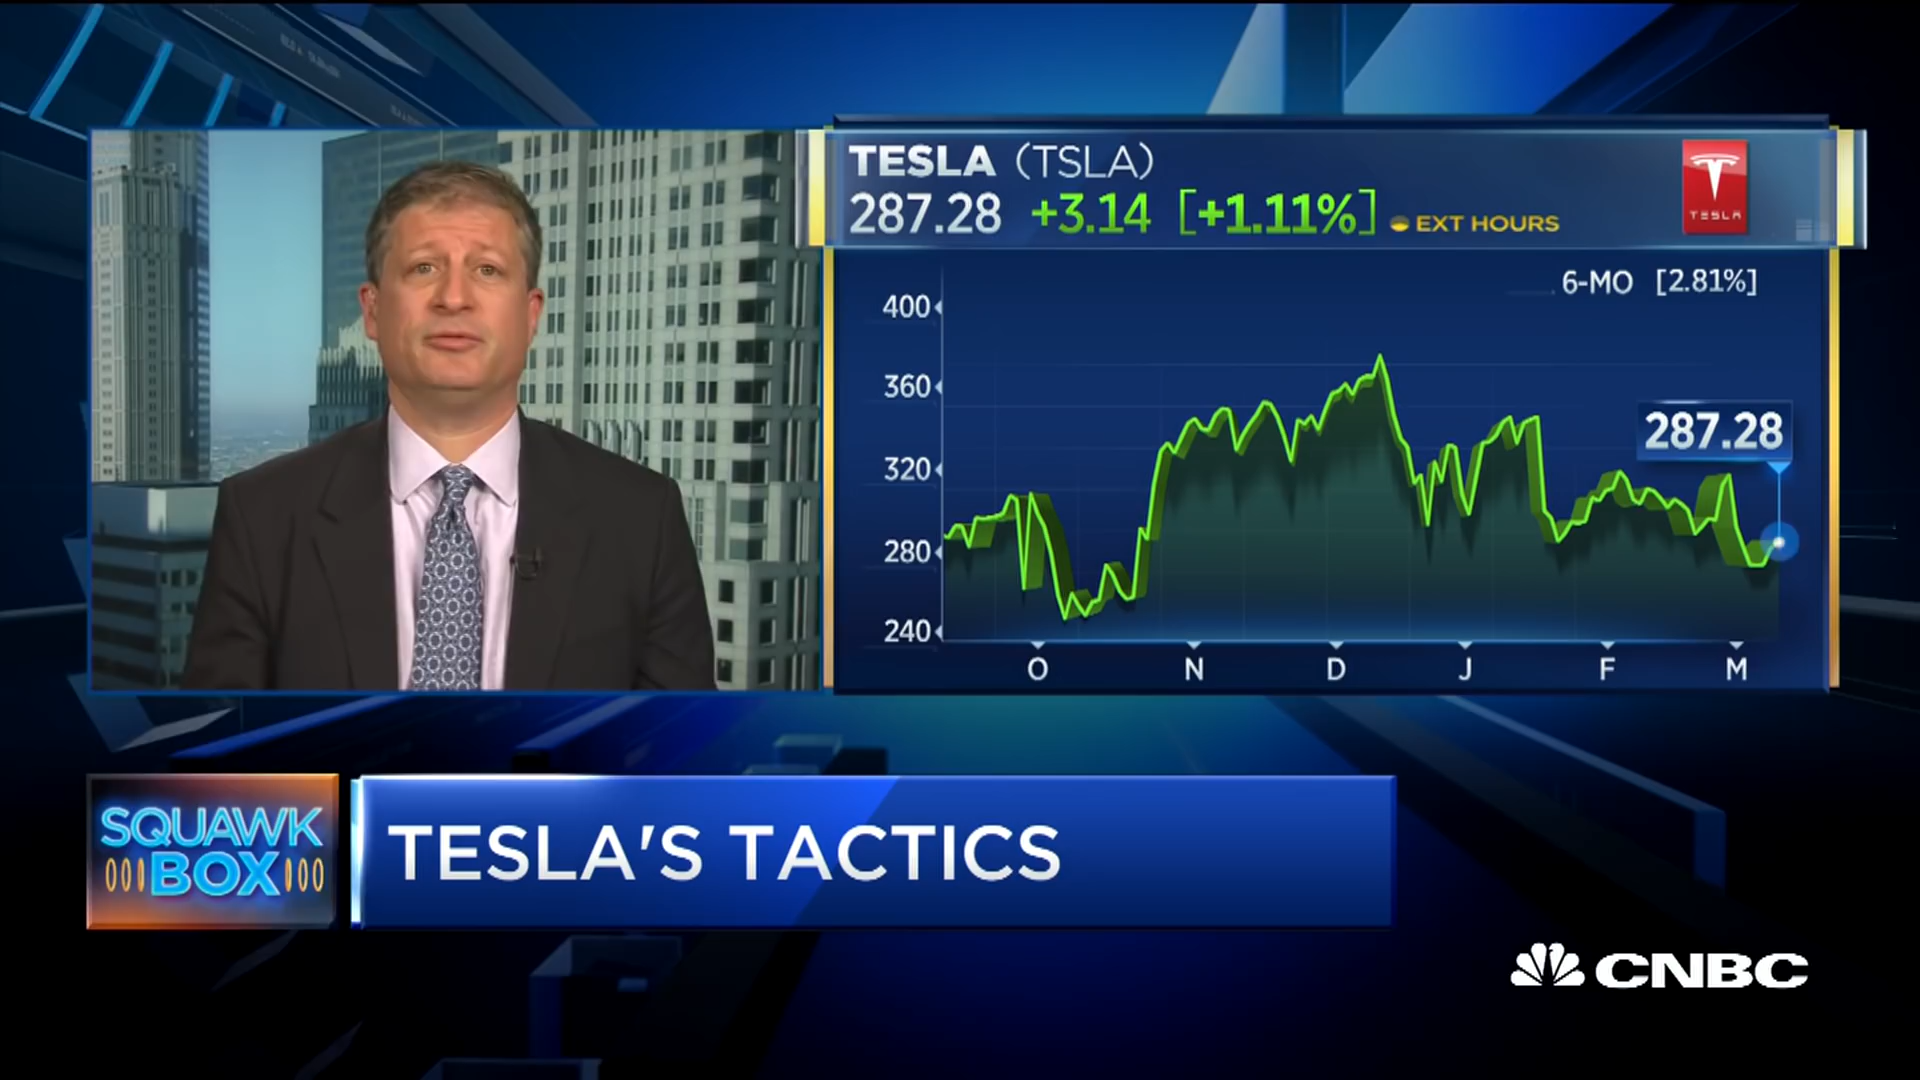 TESLA (TSLA)
287.28 +3.14 [+1.11%] EXT HOURS
TESLA
6-MO [2.81%]
400
360
320
280
240
287.28
O N D J F M
SQUAWK
BOX
TESLA'S TACTICS
CNBC